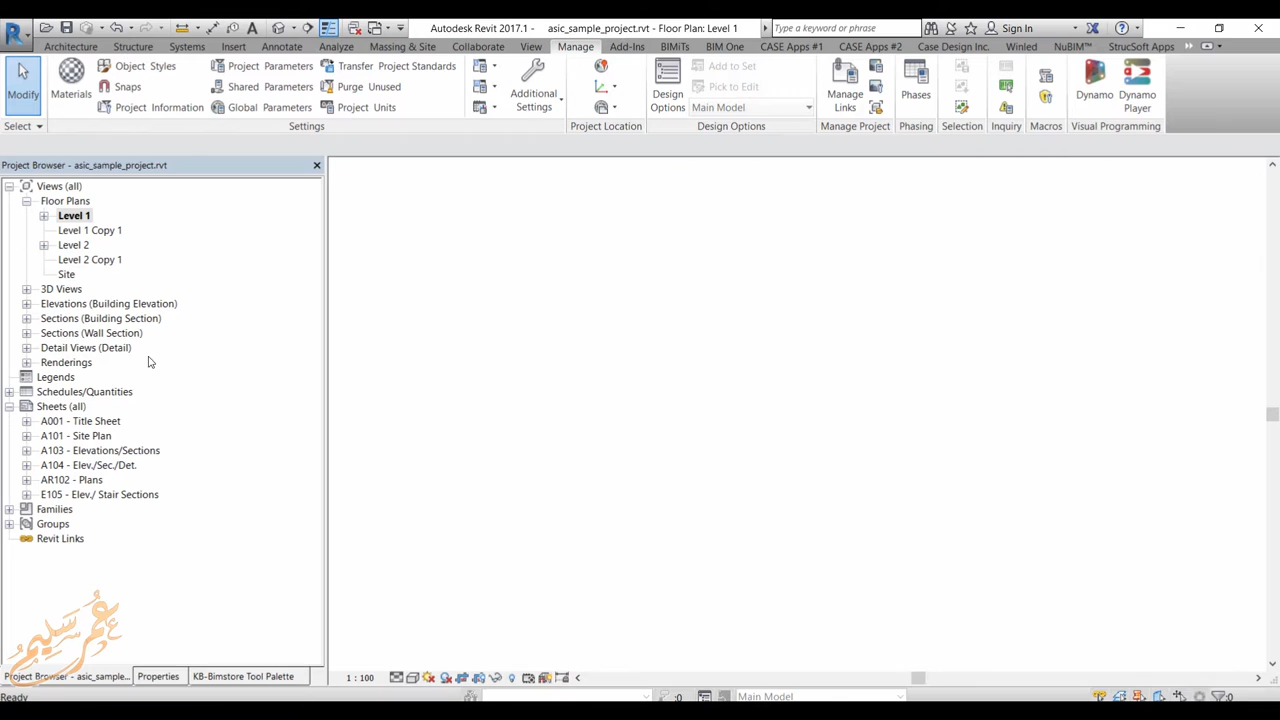 Autodesk Revit 2017.1 - asic_sample_project.rvt - Floor Plan: Level 1
Type a keyword or phrase
Sign In
Architecture Structure Systems Insert Annotate Analyze Massing & Site Collaborate View Manage Add-Ins BIMiTs BIM One CASE Apps #1 CASE Apps #2 Case Design Inc. Winled NuBIM™ StrucSoft Apps
Modify
Materials
Object Styles
Snaps
Project Information
Project Parameters
Shared Parameters
Global Parameters
Transfer Project Standards
Purge Unused
Project Units
Additional Settings
Design Options
Add to Set
Pick to Edit
Main Model
Manage Links
Phases
Dynamo
Dynamo Player
Select Settings Project Location Design Options Manage Project Phasing Selection Inquiry Macros Visual Programming
Project Browser - asic_sample_project.rvt
Views (all)
Floor Plans
Level 1
Level 1 Copy 1
Level 2
Level 2 Copy 1
Site
3D Views
Elevations (Building Elevation)
Sections (Building Section)
Sections (Wall Section)
Detail Views (Detail)
Renderings
Legends
Schedules/Quantities
Sheets (all)
A001 - Title Sheet
A101 - Site Plan
A103 - Elevations/Sections
A104 - Elev./Sec./Det.
AR102 - Plans
E105 - Elev./ Stair Sections
Families
Groups
Revit Links
عُمر سَليم
Project Browser - asic_sample... Properties KB-Bimstore Tool Palette
1 : 100
Ready
:0
Main Model
:0